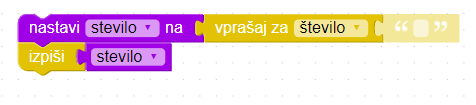 nastavi stevilo na vprašaj za število “ ”
izpiši stevilo